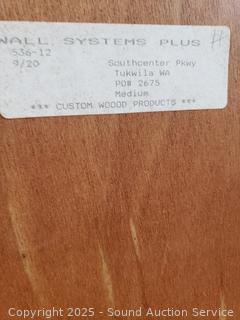 WALL SYSTEMS PLUS #
536-12
9/20 Southcenter Pkwy
Tukwila WA
PO# 2675
Medium
*** CUSTOM WOOOD PRODUCTS ***
Copyright © 2025 - Sound Auction Service